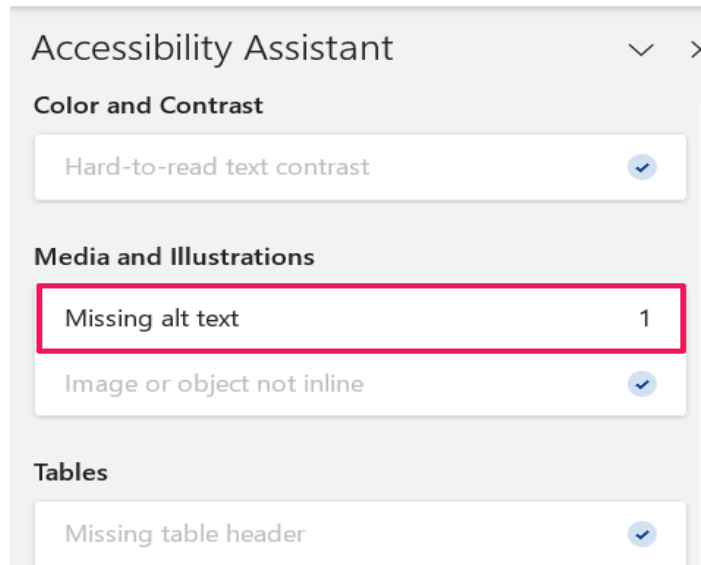 Accessibility Assistant
Color and Contrast
Hard-to-read text contrast
Media and Illustrations
Missing alt text 1
Image or object not inline
Tables
Missing table header